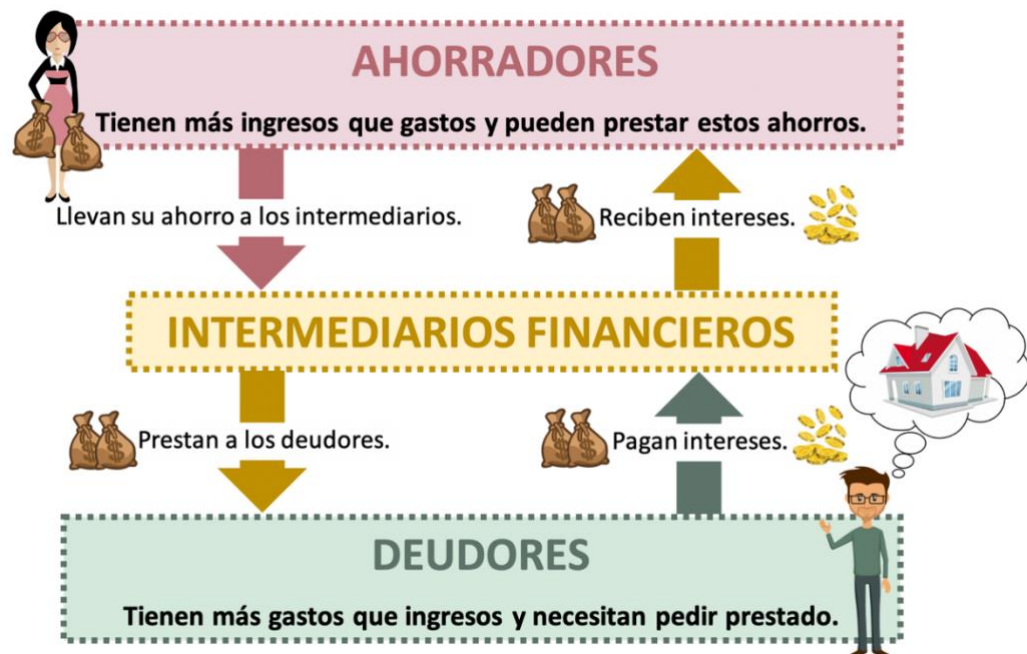 AHORRADORES
Tienen más ingresos que gastos y pueden prestar estos ahorros.
Llevan su ahorro a los intermediarios.
Reciben intereses.
INTERMEDIARIOS FINANCIEROS
Prestan a los deudores.
Pagan intereses.
DEUDORES
Tienen más gastos que ingresos y necesitan pedir prestado.